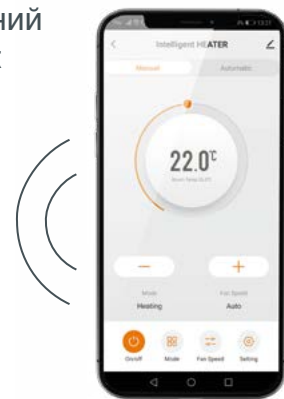 ний
Intelligent HEATER
Manual Automatic
22.0°C
− +
Mode Fan Speed
Heating Auto
On/off Mode Fan Speed Setting